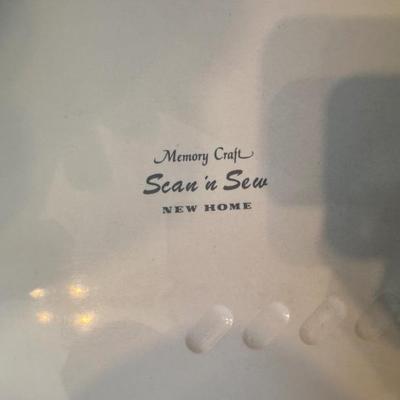 Memory Craft
Scan 'n Sew
NEW HOME